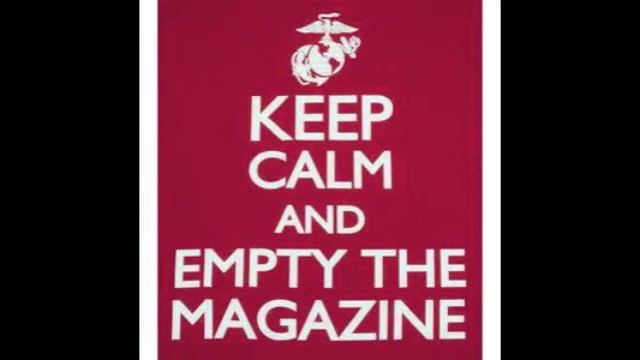 KEEP
CALM
AND
EMPTY THE
MAGAZINE